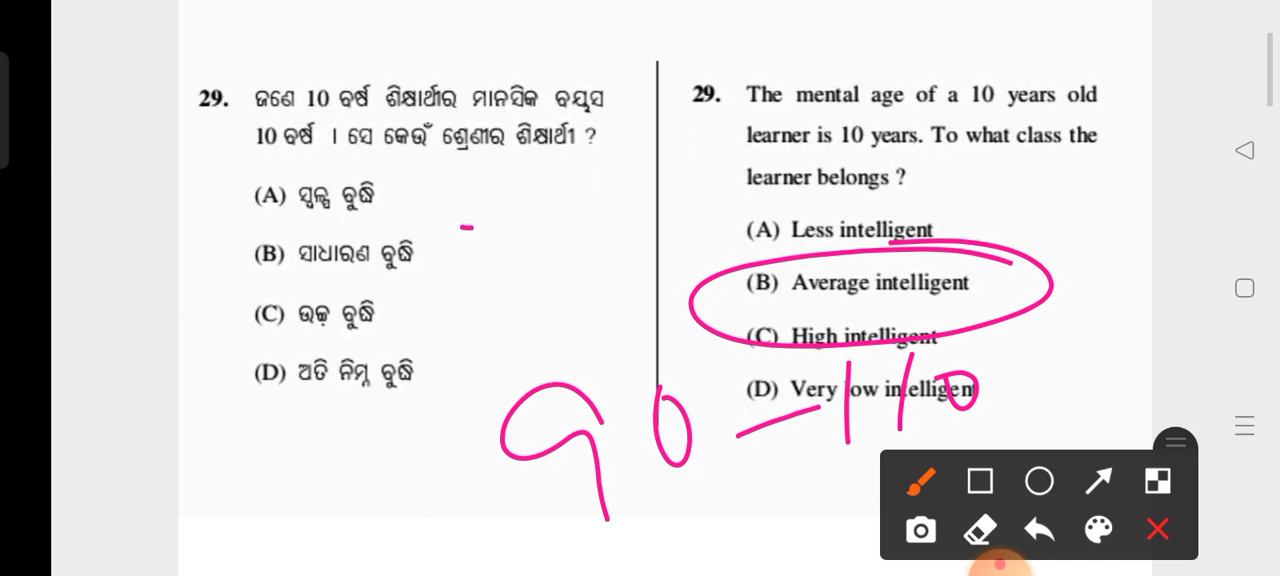 29. ଜଣେ 10 ବର୍ଷ ଶିକ୍ଷାର୍ଥୀର ମାନସିକ ବୟସ
10 ବର୍ଷ । ସେ କେଉଁ ଶ୍ରେଣୀର ଶିକ୍ଷାର୍ଥୀ ?
(A) ସ୍ୱଳ୍ପ ବୁଦ୍ଧି
(B) ସାଧାରଣ ବୁଦ୍ଧି
(C) ଉଚ୍ଚ ବୁଦ୍ଧି
(D) ଅତି ନିମ୍ନ ବୁଦ୍ଧି
29. The mental age of a 10 years old
learner is 10 years. To what class the
learner belongs ?
(A) Less intelligent
(B) Average intelligent
(C) High intelligent
(D) Very low intelligent
90 - 110